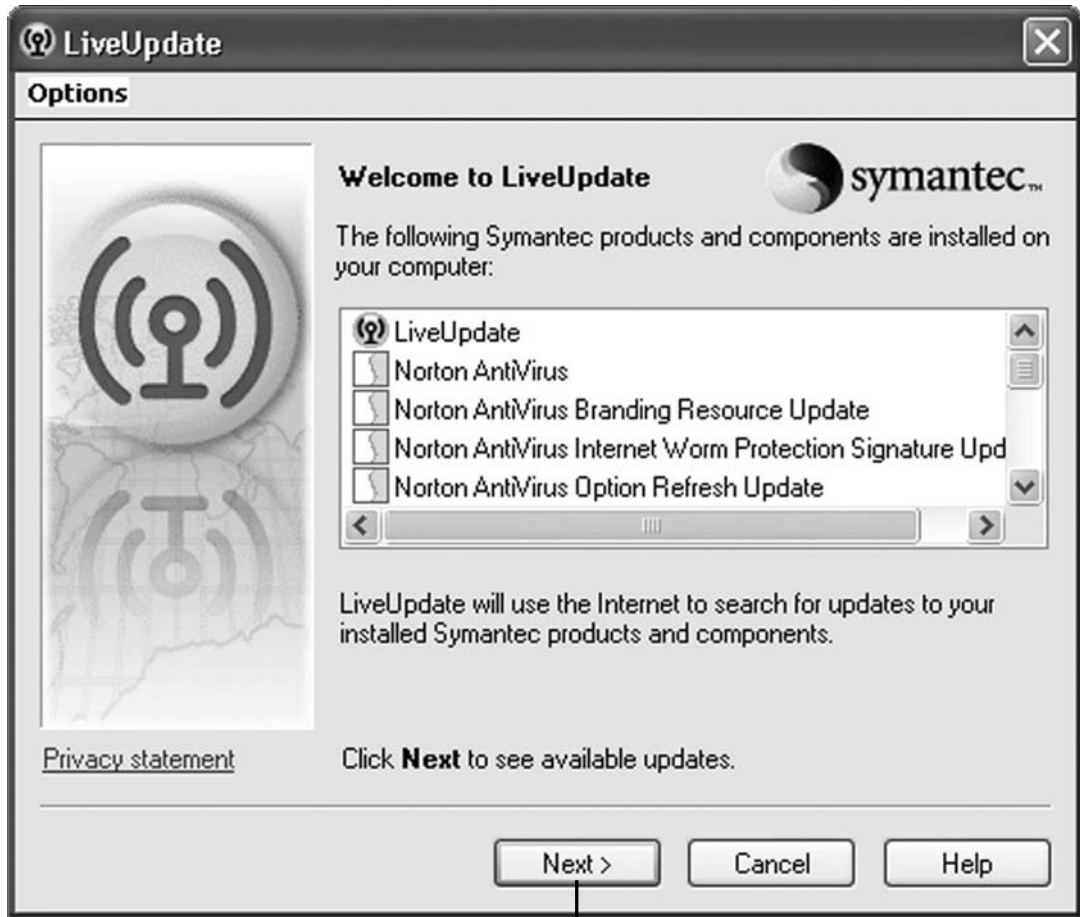 LiveUpdate
Options
Welcome to LiveUpdate
symantec™
The following Symantec products and components are installed on
your computer:
LiveUpdate
Norton AntiVirus
Norton AntiVirus Branding Resource Update
Norton AntiVirus Internet Worm Protection Signature Upd
Norton AntiVirus Option Refresh Update
LiveUpdate will use the Internet to search for updates to your
installed Symantec products and components.
Privacy statement
Click Next to see available updates.
Next >
Cancel
Help